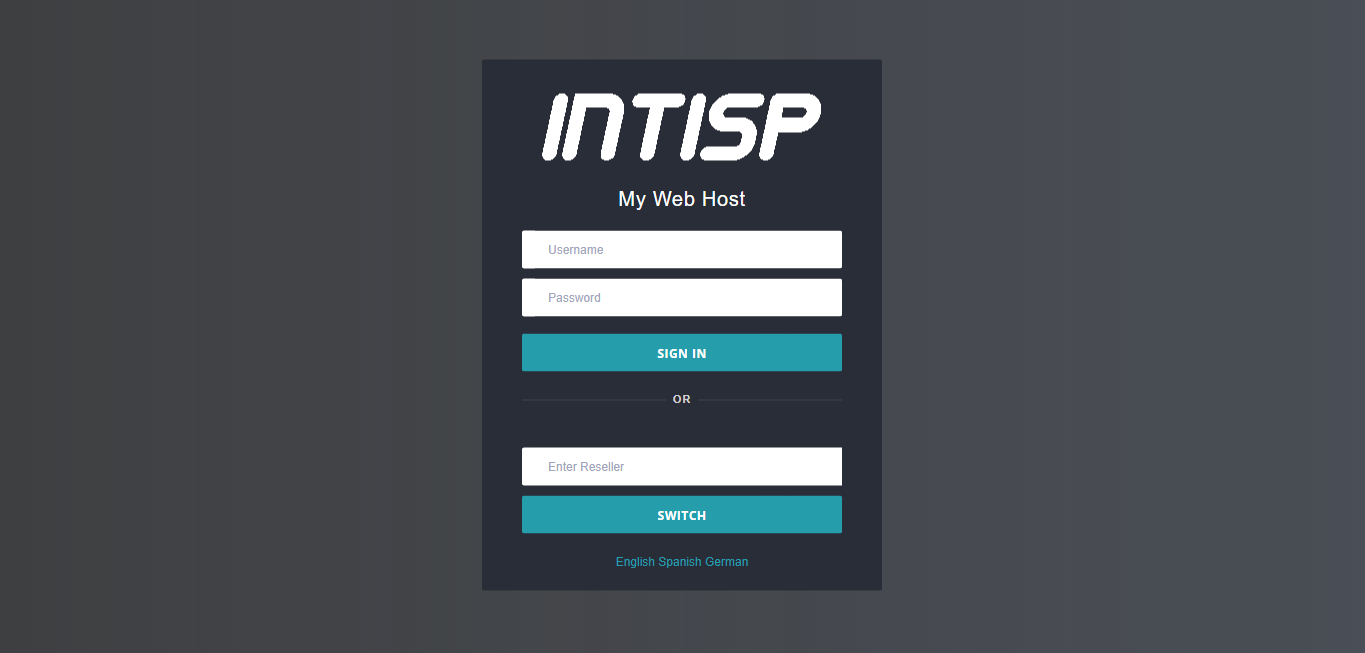 INTISP
My Web Host
Username
Password
SIGN IN
OR
Enter Reseller
SWITCH
English Spanish German